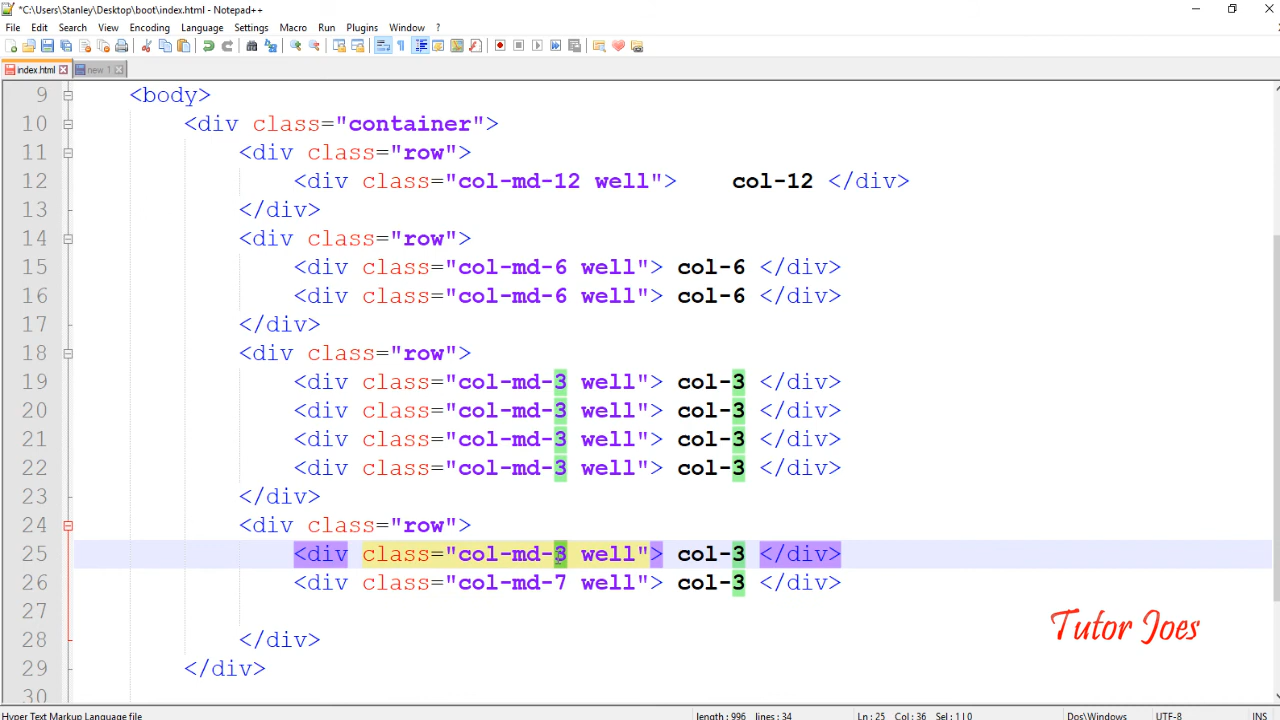 *C:\Users\Stanley\Desktop\boot\index.html - Notepad++
File Edit Search View Encoding Language Settings Macro Run Plugins Window ?
index.html new 1
9 <body>
10 <div class="container">
11 <div class="row">
12 <div class="col-md-12 well"> col-12 </div>
13 </div>
14 <div class="row">
15 <div class="col-md-6 well"> col-6 </div>
16 <div class="col-md-6 well"> col-6 </div>
17 </div>
18 <div class="row">
19 <div class="col-md-3 well"> col-3 </div>
20 <div class="col-md-3 well"> col-3 </div>
21 <div class="col-md-3 well"> col-3 </div>
22 <div class="col-md-3 well"> col-3 </div>
23 </div>
24 <div class="row">
25 <div class="col-md-3 well"> col-3 </div>
26 <div class="col-md-7 well"> col-3 </div>
27
Tutor Joes
28 </div>
29 </div>
30
Hyper Text Markup Language file length : 996 lines : 34 Ln : 25 Col : 36 Sel : 1 | 0 Dos\Windows UTF-8 INS